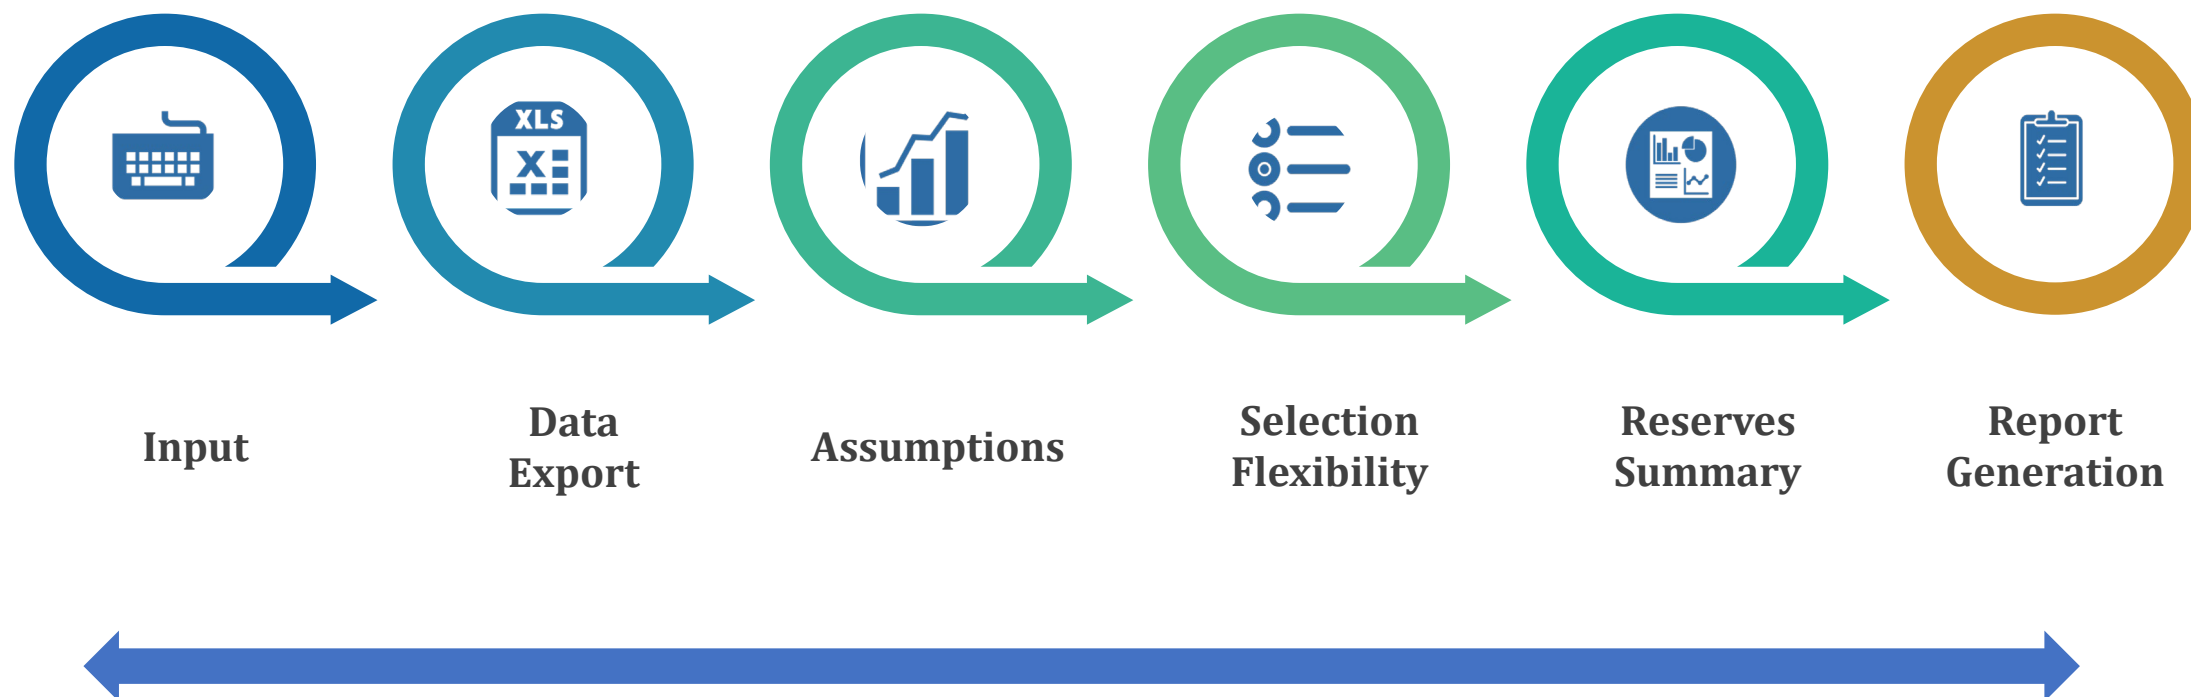 XLS
X
Input
Data
Export
Assumptions
Selection
Flexibility
Reserves
Summary
Report
Generation